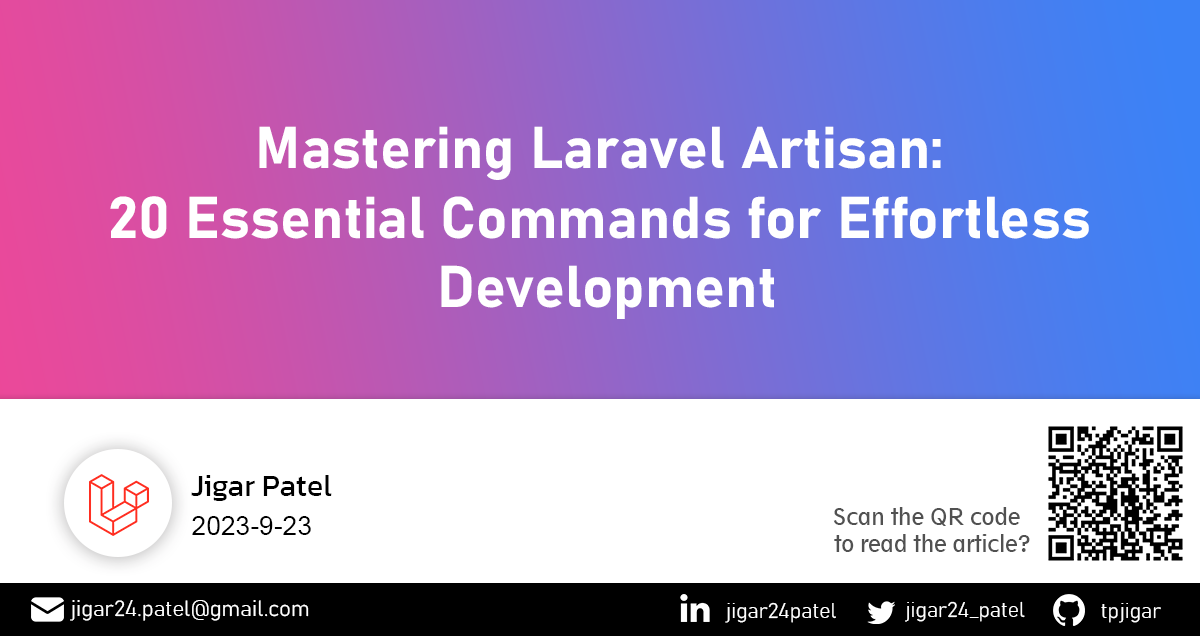 Mastering Laravel Artisan:
20 Essential Commands for Effortless
Development
Jigar Patel
2023-9-23
Scan the QR code
to read the article?
jigar24.patel@gmail.com
in jigar24patel
jigar24_patel
tpjigar